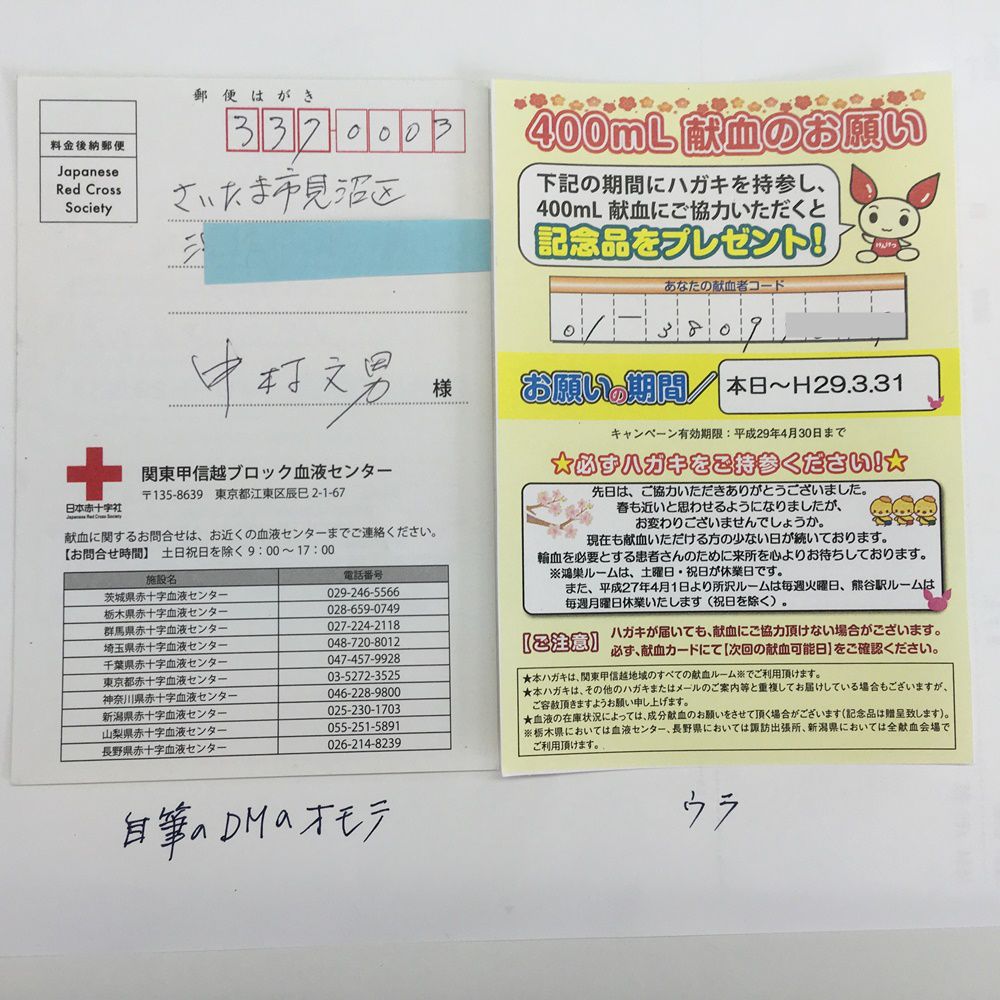 郵便はがき
料金後納郵便
Japanese
Red Cross
Society
337-0003
さいたま市見沼区
中村文男 様
日本赤十字社
Japanese Red Cross Society
関東甲信越ブロック血液センター
〒135-8639 東京都江東区辰巳 2-1-67
献血に関するお問合せは、お近くの血液センターまでご連絡ください。
【お問合せ時間】 土日祝日を除く 9：00～17：00
施設名 電話番号
茨城県赤十字血液センター 029-246-5566
栃木県赤十字血液センター 028-659-0749
群馬県赤十字血液センター 027-224-2118
埼玉県赤十字血液センター 048-720-8012
千葉県赤十字血液センター 047-457-9928
東京都赤十字血液センター 03-5272-3525
神奈川県赤十字血液センター 046-228-9800
新潟県赤十字血液センター 025-230-1703
山梨県赤十字血液センター 055-251-5891
長野県赤十字血液センター 026-214-8239
自筆のDMのオモテ
400mL 献血のお願い
下記の期間にハガキを持参し、
400mL 献血にご協力いただくと
記念品をプレゼント！
けんけつ
あなたの献血者コード
01-3809
お願いの期間 本日～H29.3.31
キャンペーン有効期限：平成29年4月30日まで
★必ずハガキをご持参ください！★
先日は、ご協力いただきありがとうございました。
春も近いと思わせるようになりましたが、
お変わりございませんでしょうか。
現在も献血いただける方の少ない日が続いております。
輸血を必要とする患者さんのために来所を心よりお待ちしております。
※鴻巣ルームは、土曜日・祝日が休業日です。
また、平成27年4月1日より所沢ルームは毎週火曜日、熊谷駅ルームは
毎週月曜日休業いたします（祝日を除く）。
【ご注意】 ハガキが届いても、献血にご協力頂けない場合がございます。
必ず、献血カードにて【次回の献血可能日】をご確認ください。
★本ハガキは、関東甲信越地域のすべての献血ルーム※でご利用頂けます。
★本ハガキは、その他のハガキまたはメールのご案内等と重複してお届けしている場合もございますが、
ご容赦頂きますようお願い申し上げます。
★血液の在庫状況によっては、成分献血のお願いをさせて頂く場合がございます（記念品は贈呈致します）。
※栃木県においては血液センター、長野県においては諏訪出張所、新潟県においては全献血会場で
ご利用頂けます。
ウラ